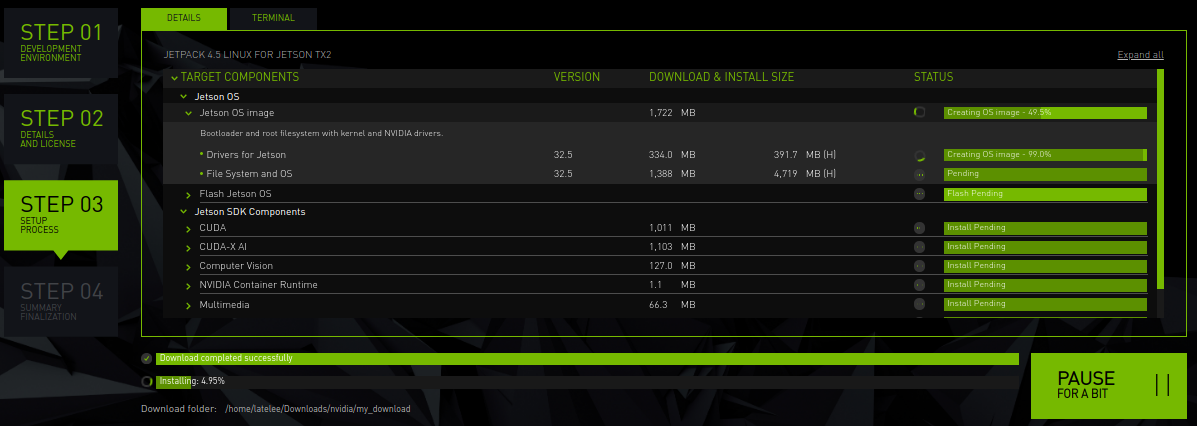 STEP 01
DEVELOPMENT
ENVIRONMENT
STEP 02
DETAILS
AND LICENSE
STEP 03
SETUP
PROCESS
STEP 04
SUMMARY
FINALIZATION
DETAILS TERMINAL
JETPACK 4.5 LINUX FOR JETSON TX2 Expand all
TARGET COMPONENTS VERSION DOWNLOAD & INSTALL SIZE STATUS
Jetson OS
Jetson OS image 1,722 MB Creating OS image - 49.5%
Bootloader and root filesystem with kernel and NVIDIA drivers.
Drivers for Jetson 32.5 334.0 MB 391.7 MB (H) Creating OS image - 99.0%
File System and OS 32.5 1,388 MB 4,719 MB (H) Pending
Flash Jetson OS Flash Pending
Jetson SDK Components
CUDA 1,011 MB Install Pending
CUDA-X AI 1,103 MB Install Pending
Computer Vision 127.0 MB Install Pending
NVIDIA Container Runtime 1.1 MB Install Pending
Multimedia 66.3 MB Install Pending
Download completed successfully
Installing: 4.95%
Download folder: /home/latelee/Downloads/nvidia/my_download
PAUSE
FOR A BIT